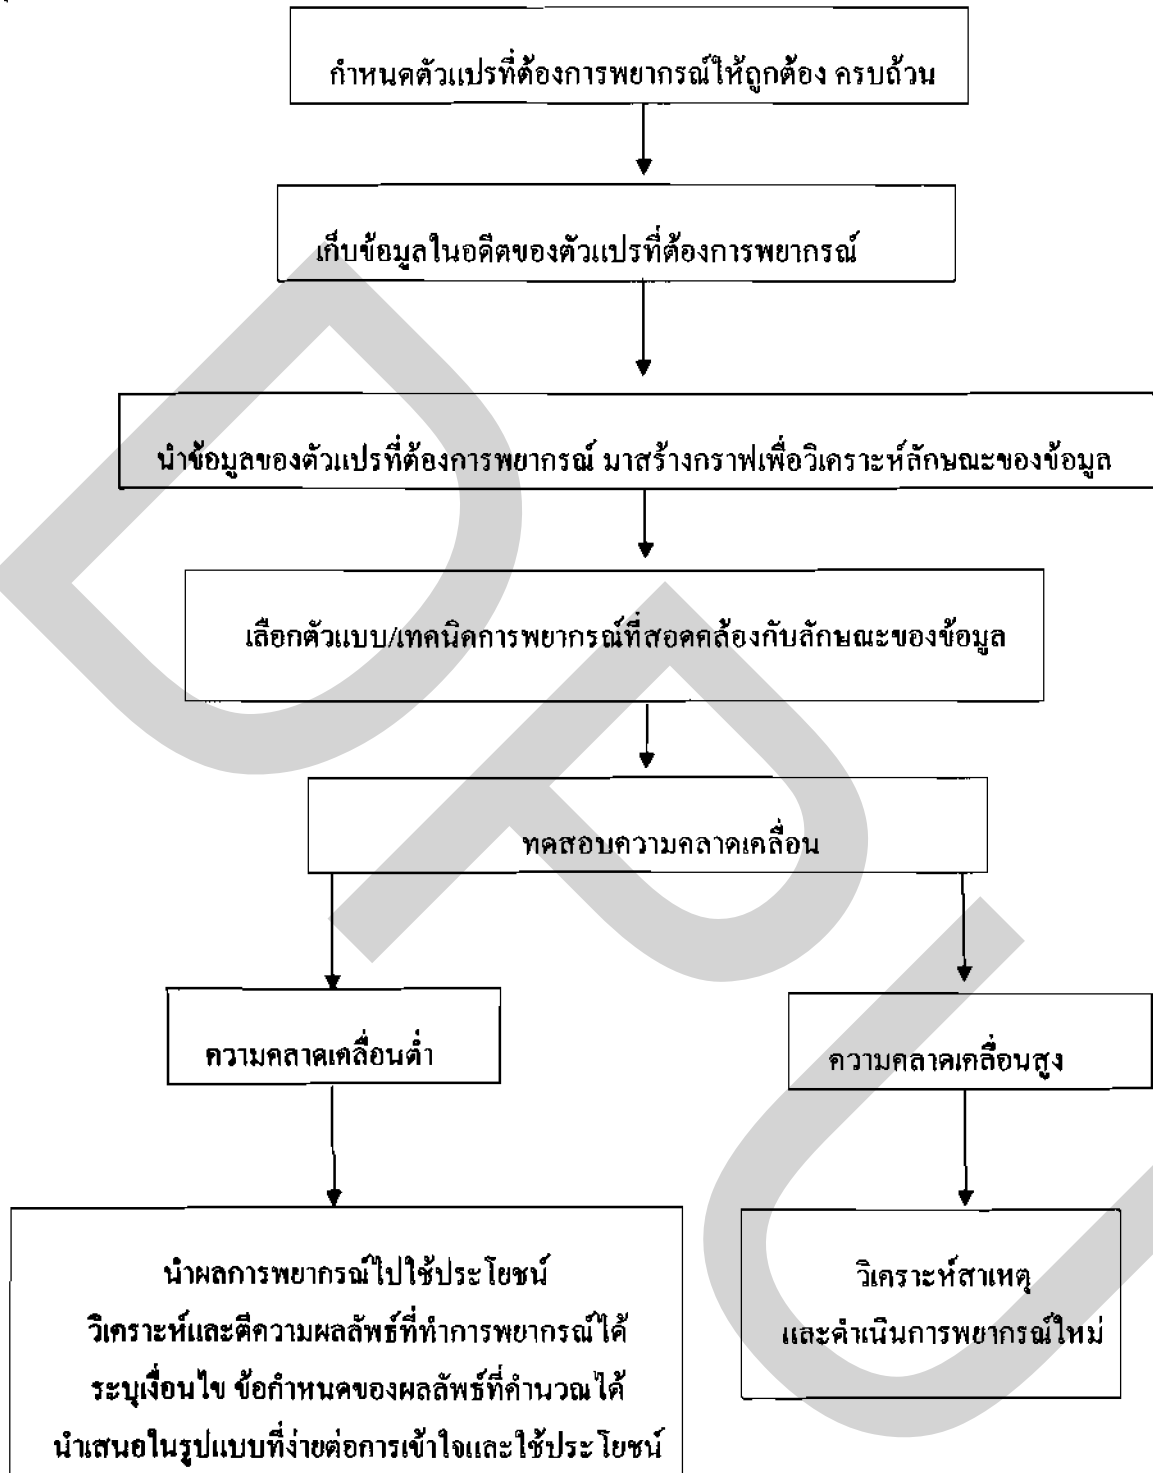 กำหนดตัวแปรที่ต้องการพยากรณ์ให้ถูกต้อง ครบถ้วน
เก็บข้อมูลในอดีตของตัวแปรที่ต้องการพยากรณ์
นำข้อมูลของตัวแปรที่ต้องการพยากรณ์ มาสร้างกราฟเพื่อวิเคราะห์ลักษณะของข้อมูล
เลือกตัวแบบ/เทคนิคการพยากรณ์ที่สอดคล้องกับลักษณะของข้อมูล
ทดสอบความคลาดเคลื่อน
ความคลาดเคลื่อนต่ำ
ความคลาดเคลื่อนสูง
นำผลการพยากรณ์ไปใช้ประโยชน์
วิเคราะห์และตีความผลลัพธ์ที่ทำการพยากรณ์ได้
ระบุเงื่อนไข ข้อกำหนดของผลลัพธ์ที่คำนวณได้
นำเสนอในรูปแบบที่ง่ายต่อการเข้าใจและใช้ประโยชน์
วิเคราะห์สาเหตุ
และดำเนินการพยากรณ์ใหม่
DPU